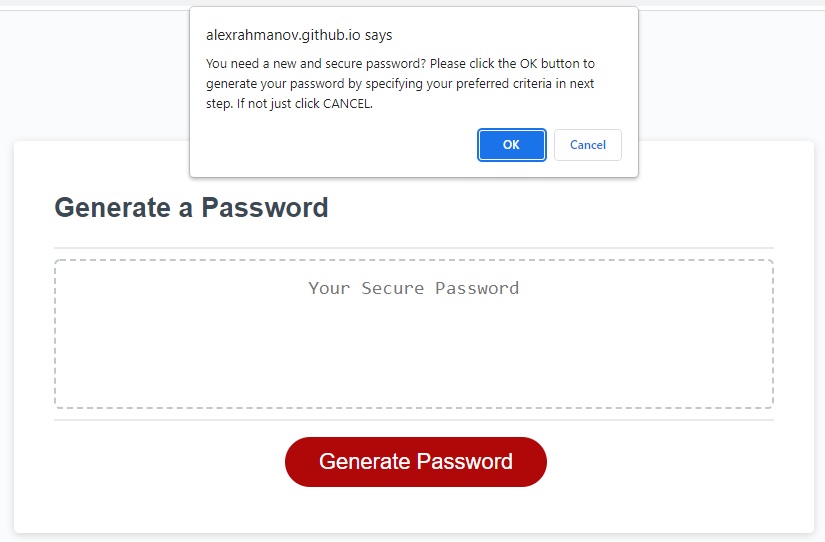 alexrahmanov.github.io says
You need a new and secure password? Please click the OK button to
generate your password by specifying your preferred criteria in next
step. If not just click CANCEL.
OK
Cancel
Generate a Password
Your Secure Password
Generate Password